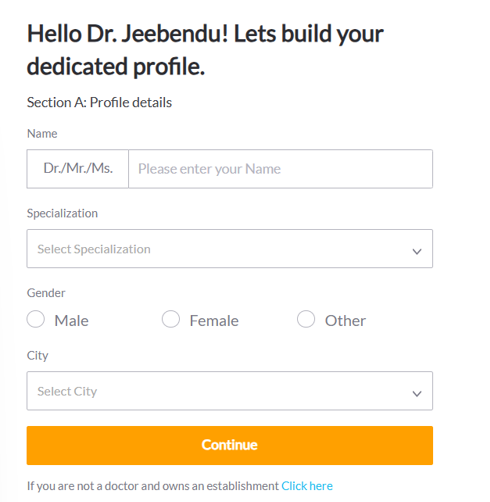 Hello Dr. Jeebendu! Lets build your
dedicated profile.
Section A: Profile details
Name
Dr./Mr./Ms. Please enter your Name
Specialization
Select Specialization
Gender
Male Female Other
City
Select City
Continue
If you are not a doctor and owns an establishment Click here